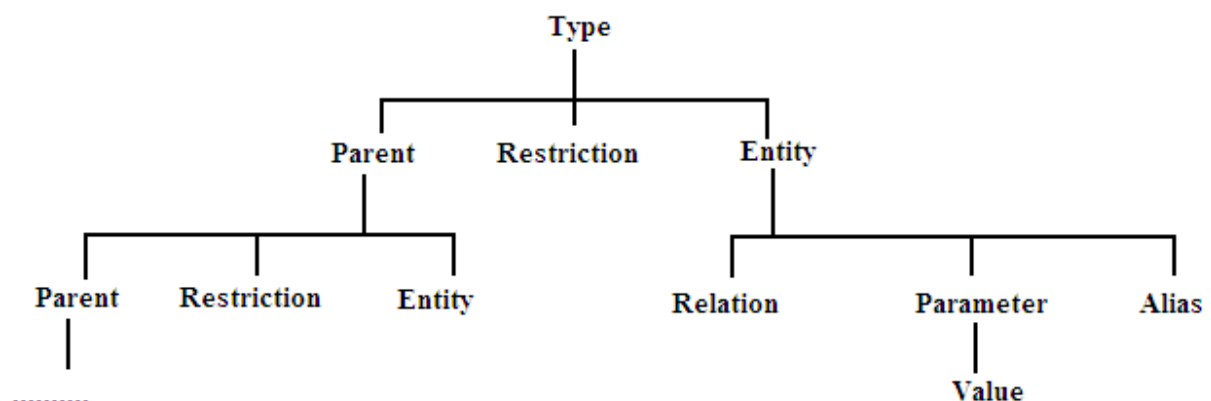 Type
Parent Restriction Entity
Parent Restriction Entity Relation Parameter Alias
Value